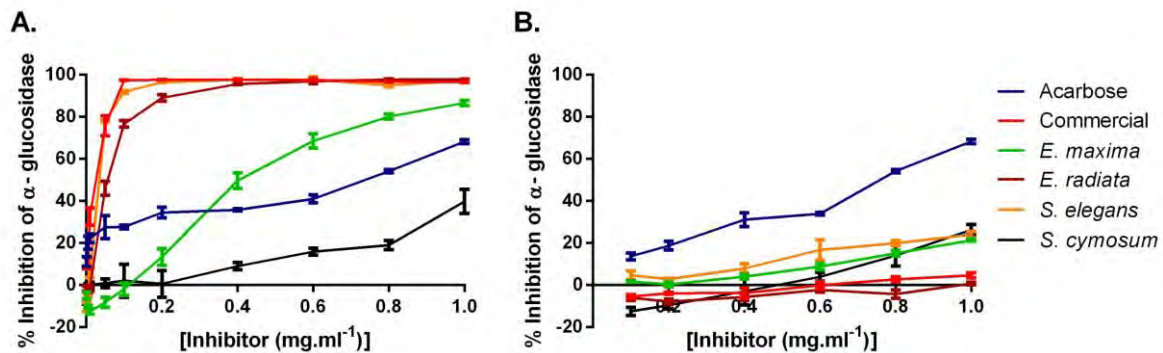 A.
% Inibition of α- glucosidase
100
80
60
40
20
0
-20
0.2
0.4
0.6
0.8
1.0
[Inhibitor (mg.ml⁻¹)]
B.
% Inibition of α- glucosidase
100
80
60
40
20
0
-20
0.2
0.4
0.6
0.8
1.0
[Inhibitor (mg.ml⁻¹)]
Acarbose
Commercial
E. maxima
E. radiata
S. elegans
S. cymosum